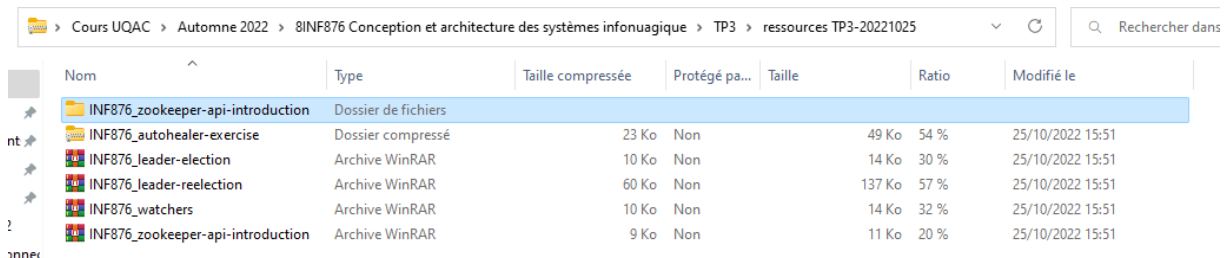 Cours UQAC > Automne 2022 > 8INF876 Conception et architecture des systèmes infonuagique > TP3 > ressources TP3-20221025 Rechercher dans
Nom Type Taille compressée Protégé pa... Taille Ratio Modifié le
INF876_zookeeper-api-introduction Dossier de fichiers
INF876_autohealer-exercise Dossier compressé 23 Ko Non 49 Ko 54 % 25/10/2022 15:51
nt INF876_leader-election Archive WinRAR 10 Ko Non 14 Ko 30 % 25/10/2022 15:51
INF876_leader-reelection Archive WinRAR 60 Ko Non 137 Ko 57 % 25/10/2022 15:51
INF876_watchers Archive WinRAR 10 Ko Non 14 Ko 32 % 25/10/2022 15:51
2 INF876_zookeeper-api-introduction Archive WinRAR 9 Ko Non 11 Ko 20 % 25/10/2022 15:51